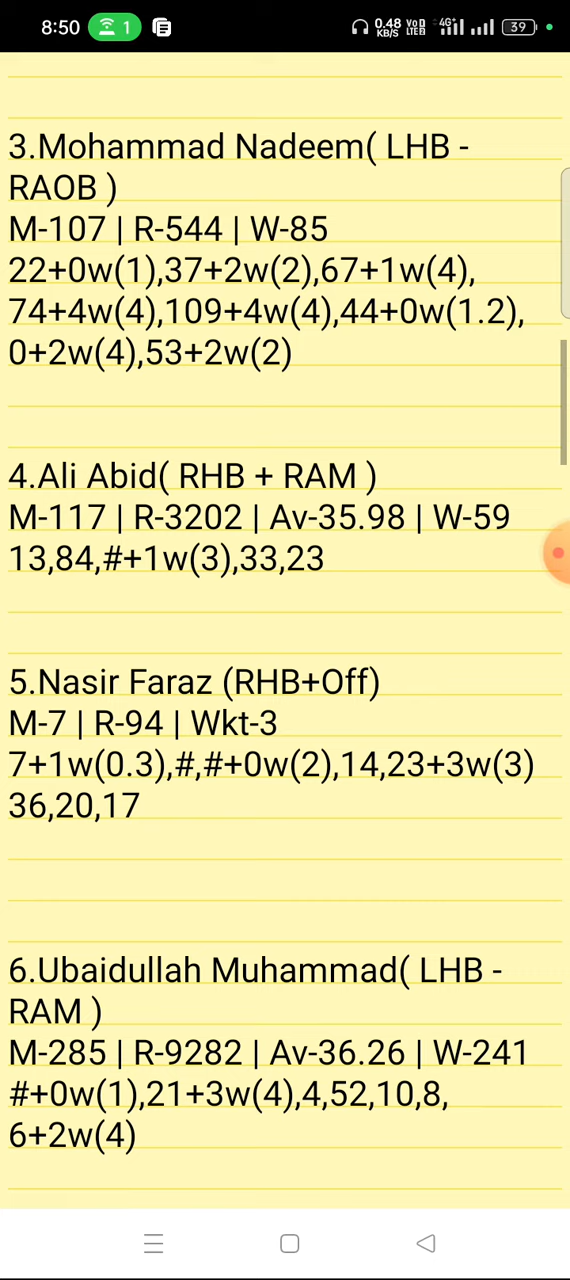 8:50 1 0.48 KB/S VoD LTE2 4G+ 39
3.Mohammad Nadeem( LHB -
RAOB )
M-107 | R-544 | W-85
22+0w(1),37+2w(2),67+1w(4),
74+4w(4),109+4w(4),44+0w(1.2),
0+2w(4),53+2w(2)
4.Ali Abid( RHB + RAM )
M-117 | R-3202 | Av-35.98 | W-59
13,84,#+1w(3),33,23
5.Nasir Faraz (RHB+Off)
M-7 | R-94 | Wkt-3
7+1w(0.3),#,#+0w(2),14,23+3w(3)
36,20,17
6.Ubaidullah Muhammad( LHB -
RAM )
M-285 | R-9282 | Av-36.26 | W-241
#+0w(1),21+3w(4),4,52,10,8,
6+2w(4)